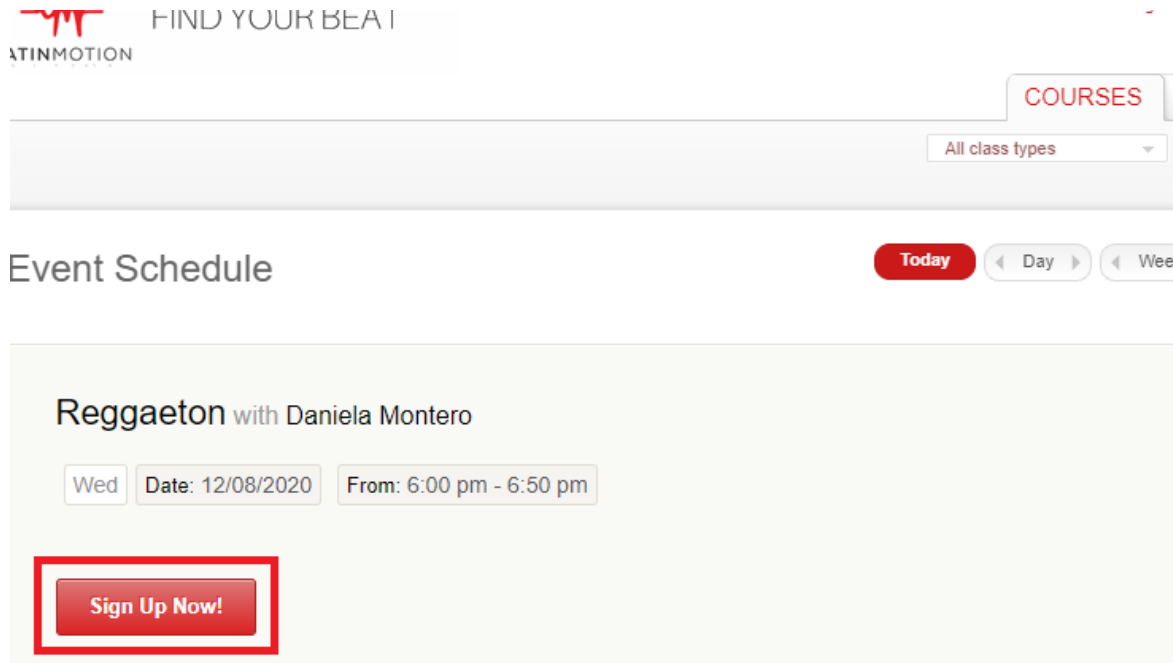 FIND YOUR BEAT
ATINMOTION
COURSES
All class types
Event Schedule
Today
Day
Wee
Reggaeton with Daniela Montero
Wed Date: 12/08/2020 From: 6:00 pm - 6:50 pm
Sign Up Now!